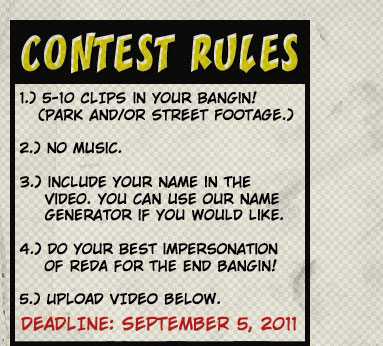 CONTEST RULES
1.) 5-10 CLIPS IN YOUR BANGIN!
(PARK AND/OR STREET FOOTAGE.)
2.) NO MUSIC.
3.) INCLUDE YOUR NAME IN THE
VIDEO. YOU CAN USE OUR NAME
GENERATOR IF YOU WOULD LIKE.
4.) DO YOUR BEST IMPERSONATION
OF REDA FOR THE END BANGIN!
5.) UPLOAD VIDEO BELOW.
DEADLINE: SEPTEMBER 5, 2011